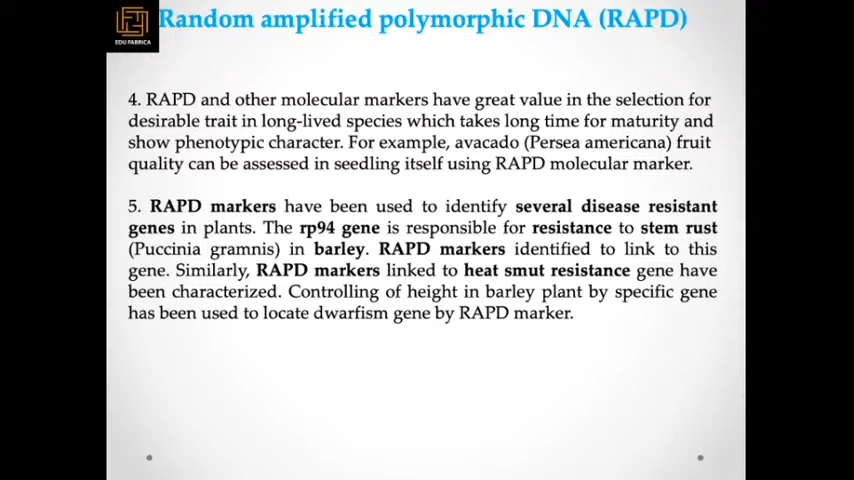 Random amplified polymorphic DNA (RAPD)
EDU FABRICA
4. RAPD and other molecular markers have great value in the selection for
desirable trait in long-lived species which takes long time for maturity and
show phenotypic character. For example, avacado (Persea americana) fruit
quality can be assessed in seedling itself using RAPD molecular marker.
5. RAPD markers have been used to identify several disease resistant
genes in plants. The rp94 gene is responsible for resistance to stem rust
(Puccinia gramnis) in barley. RAPD markers identified to link to this
gene. Similarly, RAPD markers linked to heat smut resistance gene have
been characterized. Controlling of height in barley plant by specific gene
has been used to locate dwarfism gene by RAPD marker.